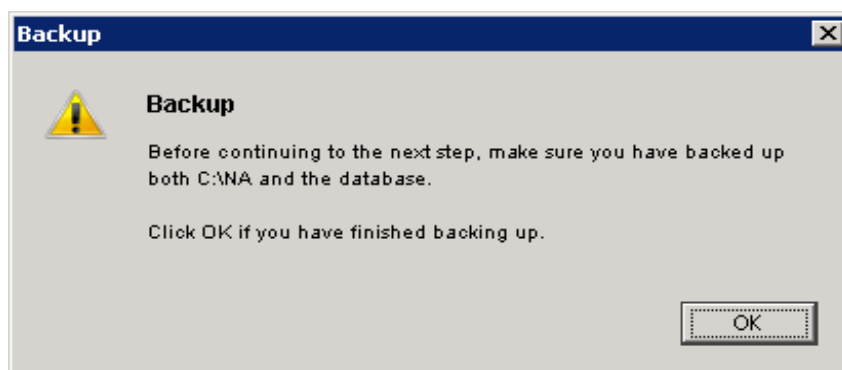 Backup
Backup
Before continuing to the next step, make sure you have backed up
both C:\NA and the database.
Click OK if you have finished backing up.
OK